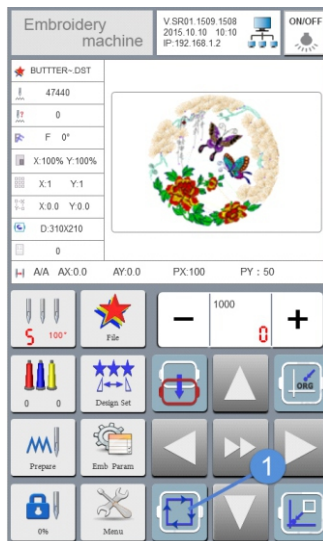 Embroidery
machine
V.SR01.1509.1508
2015.10.10 10:10
IP:192.168.1.2
ON/OFF
BUTTTER~.DST
47440
0
F 0°
X:100% Y:100%
X:1 Y:1
X:0.0 Y:0.0
D:310X210
0
A/A AX:0.0 AY:0.0 PX:100 PY : 50
5 100°
File
1000
0
0 0
Design Set
ORG
Prepare
Emb Param
1
0%
Menu